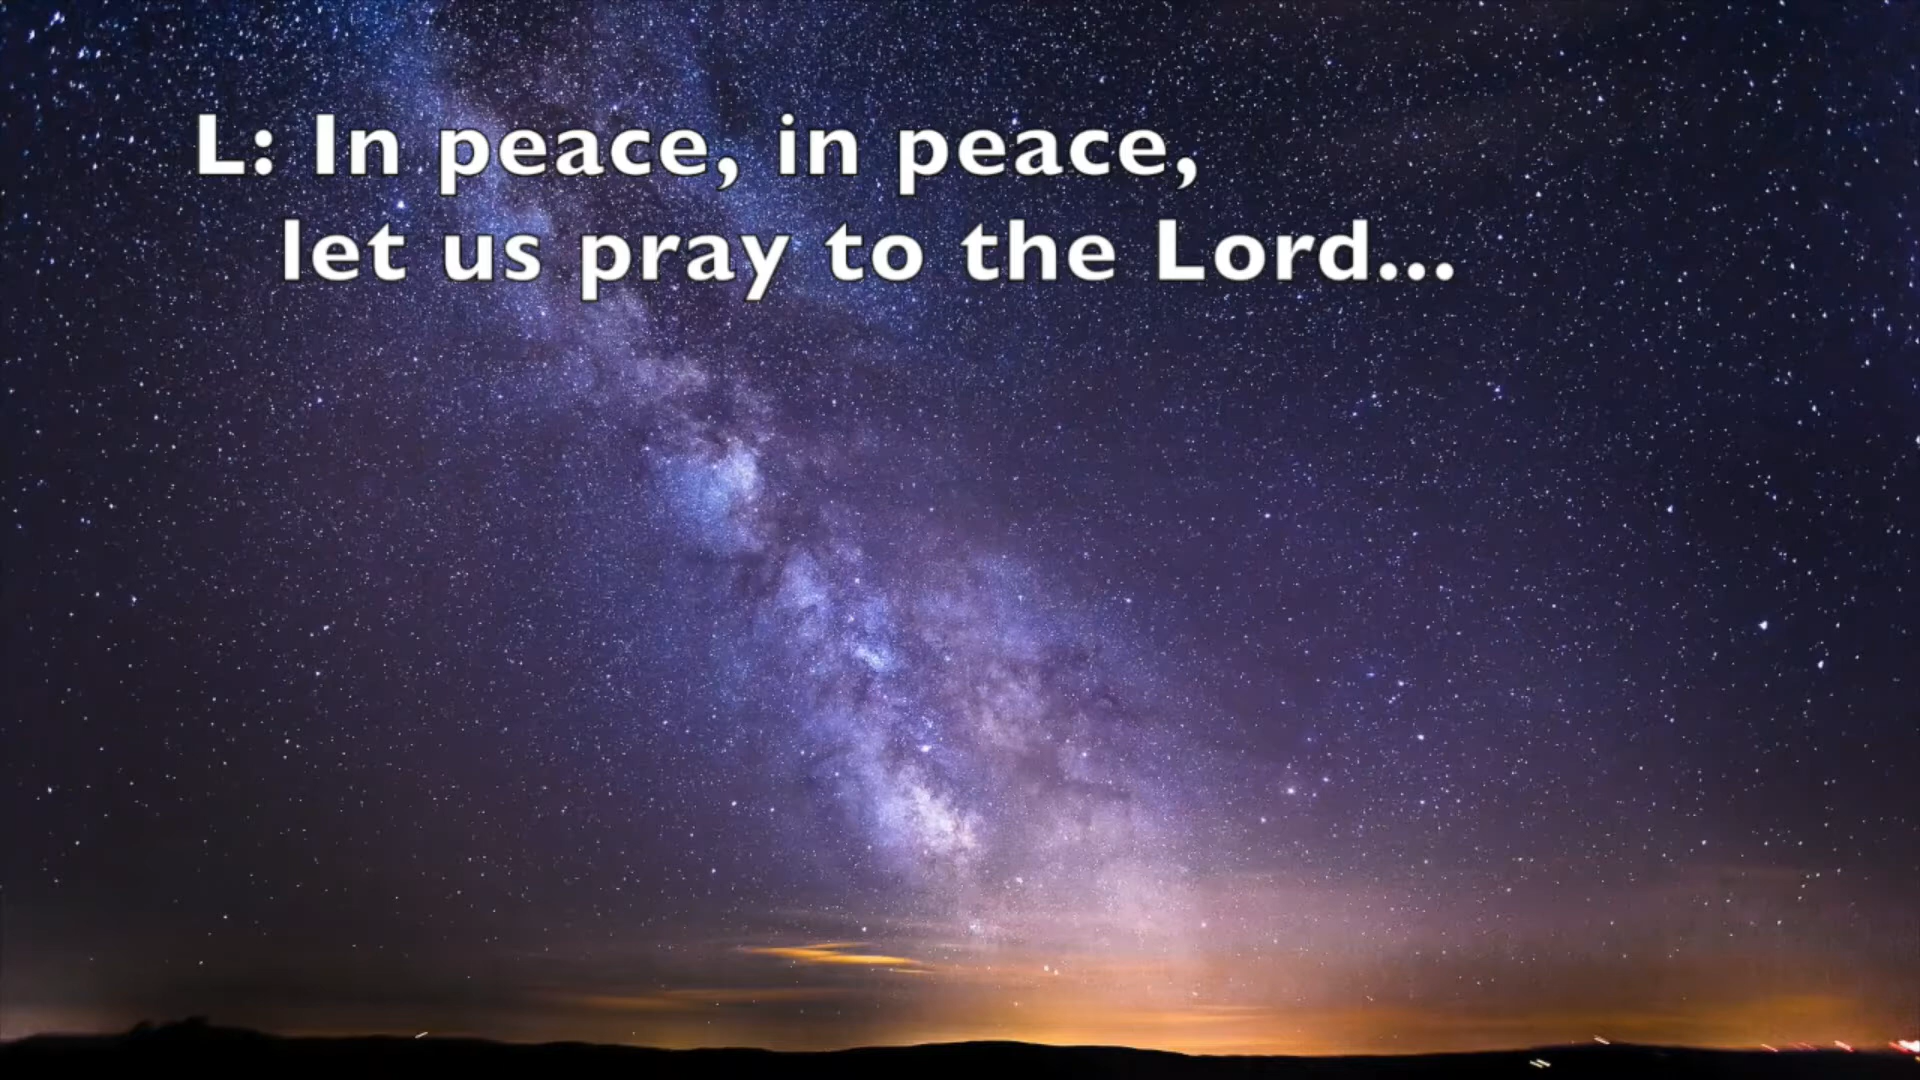 L: In peace, in peace,
let us pray to the Lord...